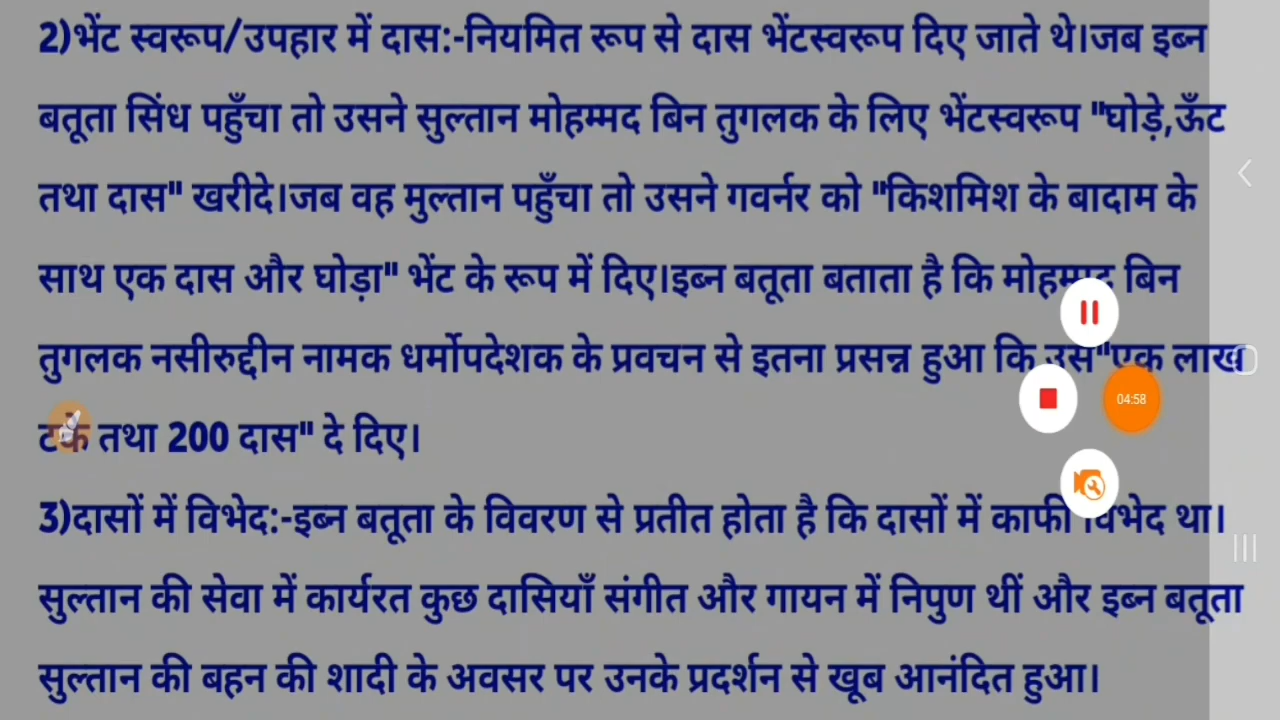 2)भेंट स्वरूप/उपहार में दास:-नियमित रूप से दास भेंटस्वरूप दिए जाते थे।जब इब्न
बतूता सिंध पहुँचा तो उसने सुल्तान मोहम्मद बिन तुगलक के लिए भेंटस्वरूप "घोड़े,ऊँट
तथा दास" खरीदे।जब वह मुल्तान पहुँचा तो उसने गवर्नर को "किशमिश के बादाम के
साथ एक दास और घोड़ा" भेंट के रूप में दिए।इब्न बतूता बताता है कि मोहम्मद बिन
तुगलक नसीरुद्दीन नामक धर्मोपदेशक के प्रवचन से इतना प्रसन्न हुआ कि उसे"एक लाख
टके तथा 200 दास" दे दिए।
04:58
3)दासों में विभेद:-इब्न बतूता के विवरण से प्रतीत होता है कि दासों में काफी विभेद था।
सुल्तान की सेवा में कार्यरत कुछ दासियाँ संगीत और गायन में निपुण थीं और इब्न बतूता
सुल्तान की बहन की शादी के अवसर पर उनके प्रदर्शन से खूब आनंदित हुआ।